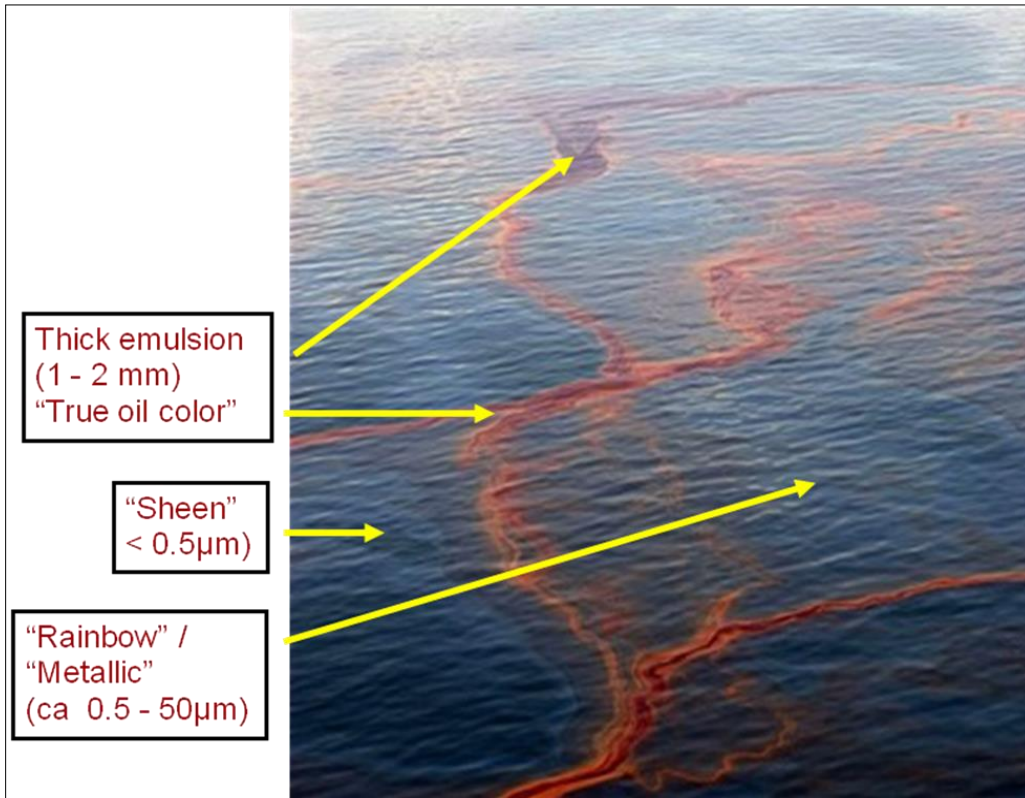 Thick emulsion
(1 - 2 mm)
“True oil color”
“Sheen”
< 0.5µm)
“Rainbow” /
“Metallic”
(ca 0.5 - 50µm)